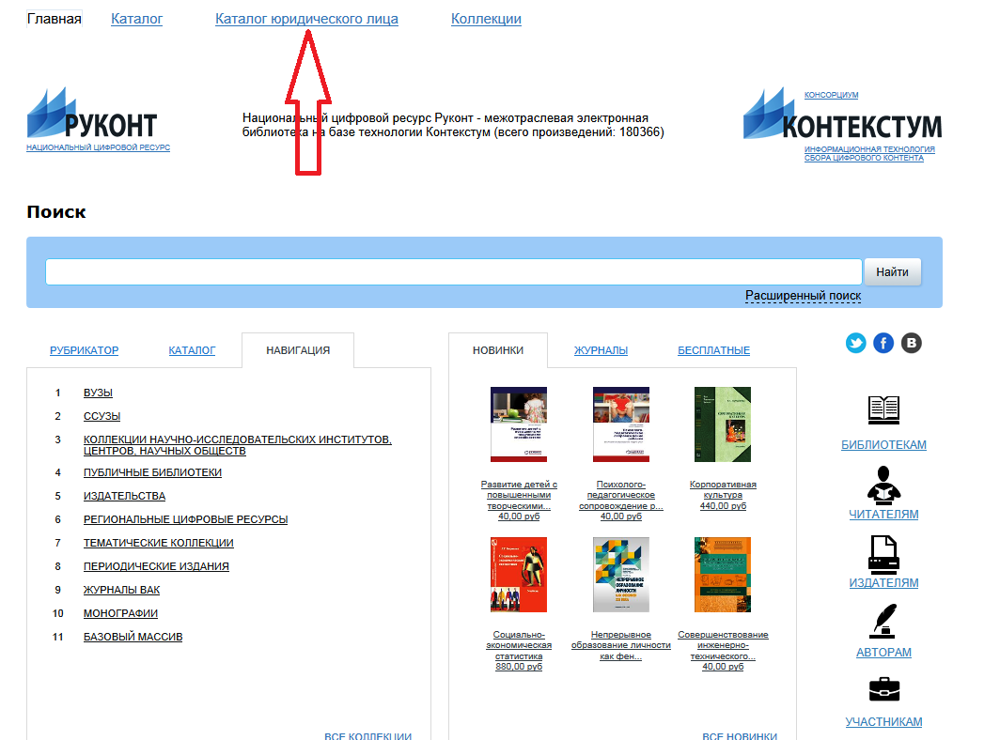 Главная Каталог Каталог юридического лица Коллекции
РУКОНТ
НАЦИОНАЛЬНЫЙ ЦИФРОВОЙ РЕСУРС
Национальный цифровой ресурс Руконт - межотраслевая электронная
библиотека на базе технологии Контекстум (всего произведений: 180366)
КОНСОРЦИУМ
КОНТЕКСТУМ
ИНФОРМАЦИОННАЯ ТЕХНОЛОГИЯ
СБОРА ЦИФРОВОГО КОНТЕНТА
Поиск
Найти
Расширенный поиск
РУБРИКАТОР КАТАЛОГ НАВИГАЦИЯ
1 ВУЗЫ
2 ССУЗЫ
3 КОЛЛЕКЦИИ НАУЧНО-ИССЛЕДОВАТЕЛЬСКИХ ИНСТИТУТОВ,
ЦЕНТРОВ, НАУЧНЫХ ОБЩЕСТВ
4 ПУБЛИЧНЫЕ БИБЛИОТЕКИ
5 ИЗДАТЕЛЬСТВА
6 РЕГИОНАЛЬНЫЕ ЦИФРОВЫЕ РЕСУРСЫ
7 ТЕМАТИЧЕСКИЕ КОЛЛЕКЦИИ
8 ПЕРИОДИЧЕСКИЕ ИЗДАНИЯ
9 ЖУРНАЛЫ ВАК
10 МОНОГРАФИИ
11 БАЗОВЫЙ МАССИВ
ВСЕ КОЛЛЕКЦИИ
НОВИНКИ ЖУРНАЛЫ БЕСПЛАТНЫЕ
Развитие детей с
повышенными
творческими...
40,00 руб
Психолого-
педагогическое
сопровождение р...
40,00 руб
Корпоративная
культура
440,00 руб
НЕПРЕРЫВНОЕ
ОБРАЗОВАНИЕ
ЛИЧНОСТИ
Социально-
экономическая
статистика
880,00 руб
Непрерывное
образование личности
как фен...
Совершенствование
инженерно-
технического...
40,00 руб
ВСЕ НОВИНКИ
БИБЛИОТЕКАМ
ЧИТАТЕЛЯМ
ИЗДАТЕЛЯМ
АВТОРАМ
УЧАСТНИКАМ